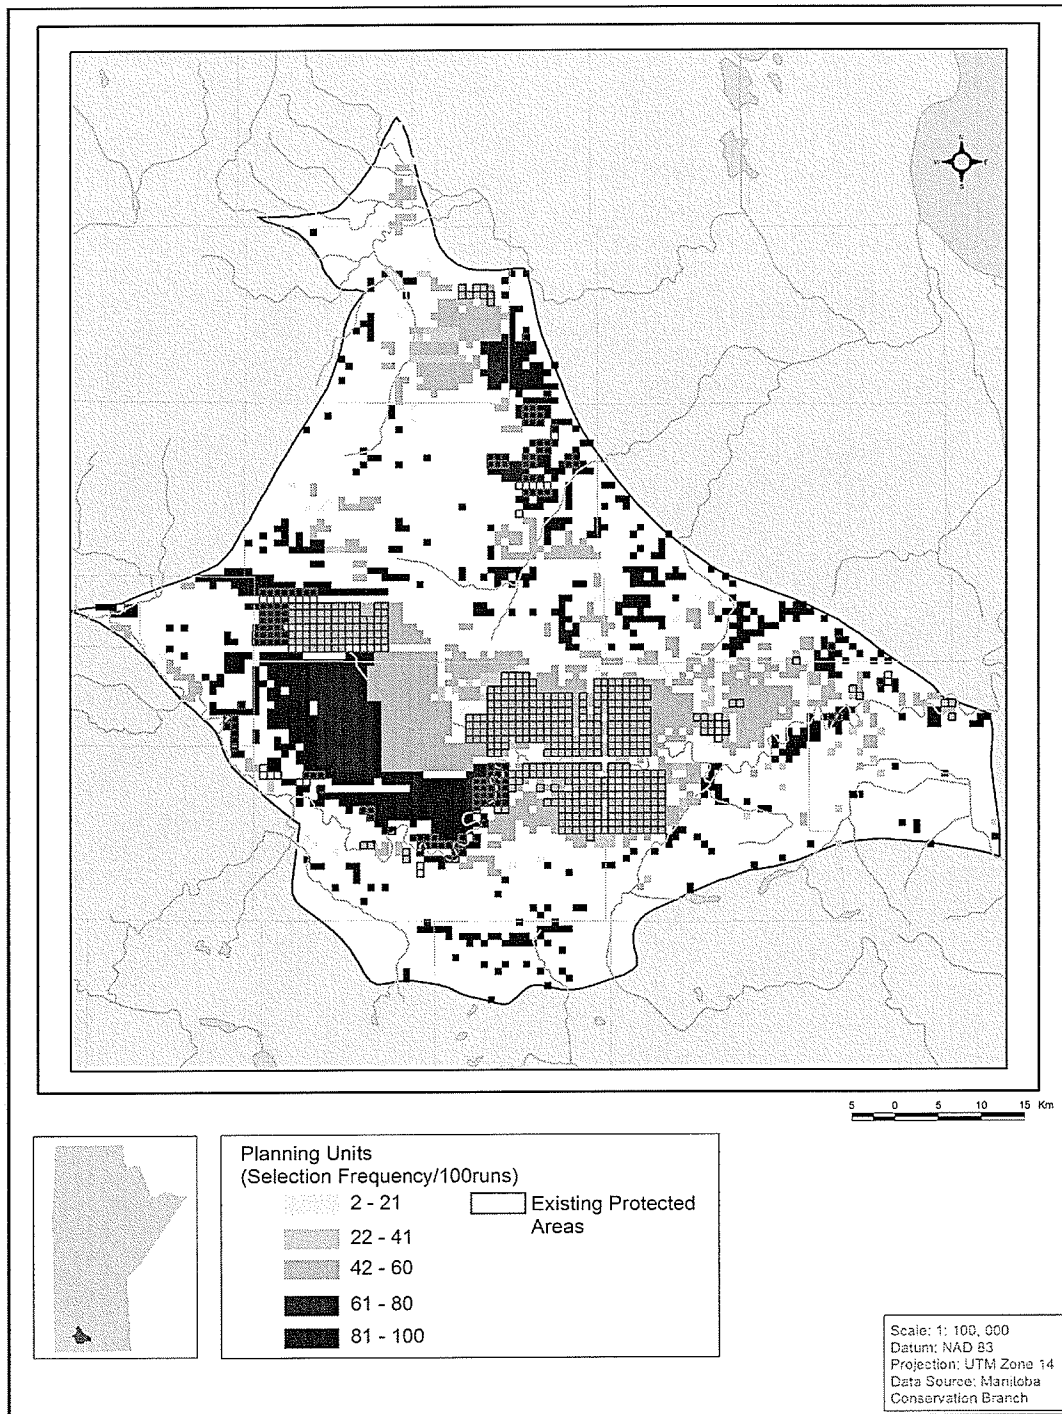 N
W
E
S
5 0 5 10 15 Km
Planning Units
(Selection Frequency/100runs)
2 - 21
22 - 41
42 - 60
61 - 80
81 - 100
Existing Protected
Areas
Scale: 1: 100, 000
Datum: NAD 83
Projection: UTM Zone 14
Data Source: Manitoba
Conservation Branch